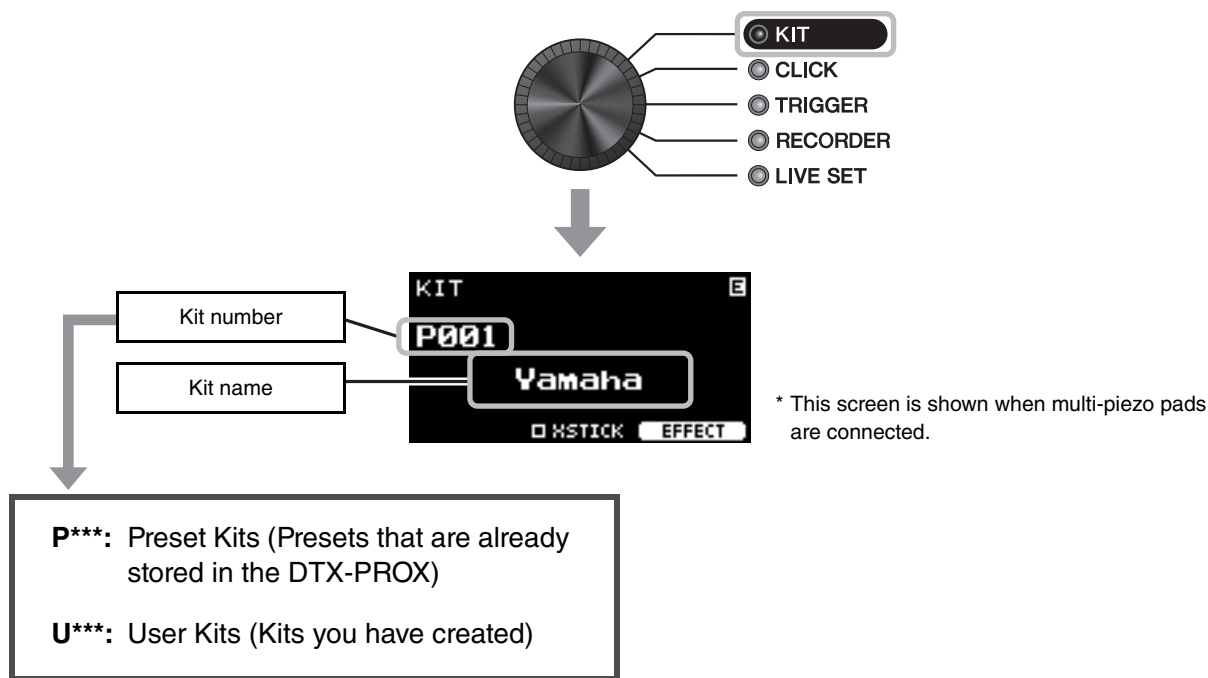 KIT
CLICK
TRIGGER
RECORDER
LIVE SET
KIT E
Kit number
P001
Kit name
Yamaha
XSTICK EFFECT
* This screen is shown when multi-piezo pads
are connected.
P***: Preset Kits (Presets that are already
stored in the DTX-PROX)
U***: User Kits (Kits you have created)